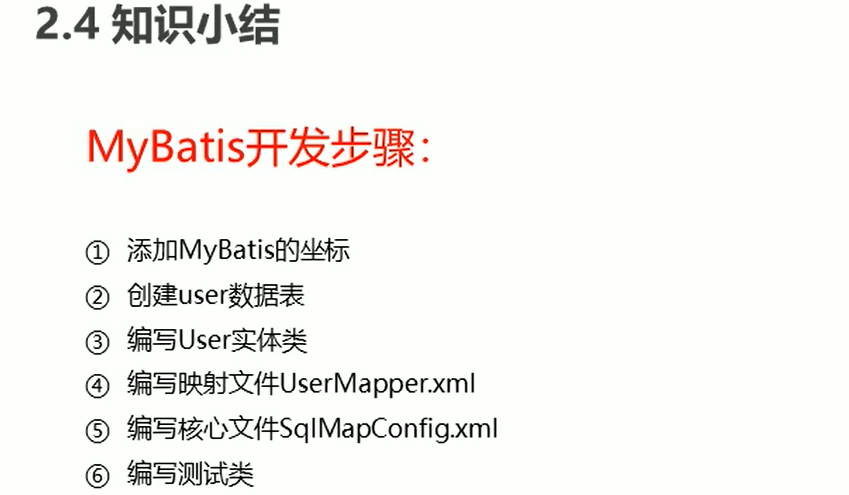 2.4 知识小结
MyBatis开发步骤：
① 添加MyBatis的坐标
② 创建user数据表
③ 编写User实体类
④ 编写映射文件UserMapper.xml
⑤ 编写核心文件SqlMapConfig.xml
⑥ 编写测试类